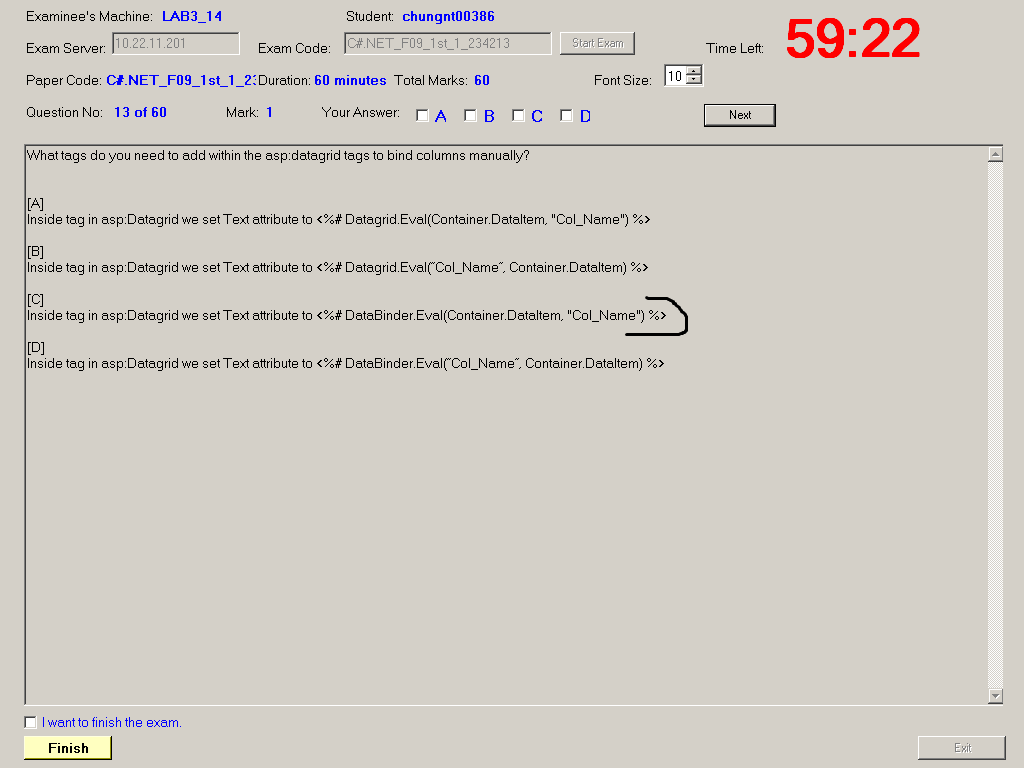 Examinee's Machine: LAB3_14 Student: chungnt00386
Exam Server: 10.22.11.201 Exam Code: C#.NET_F09_1st_1_234213 Start Exam Time Left: 59:22
Paper Code: C#.NET_F09_1st_1_23 Duration: 60 minutes Total Marks: 60 Font Size: 10
Question No: 13 of 60 Mark: 1 Your Answer: A B C D Next
What tags do you need to add within the asp:datagrid tags to bind columns manually?
[A]
Inside tag in asp:Datagrid we set Text attribute to <%# Datagrid.Eval(Container.DataItem, "Col_Name") %>
[B]
Inside tag in asp:Datagrid we set Text attribute to <%# Datagrid.Eval(˝Col_Name˝, Container.DataItem) %>
[C]
Inside tag in asp:Datagrid we set Text attribute to <%# DataBinder.Eval(Container.DataItem, "Col_Name") %>
[D]
Inside tag in asp:Datagrid we set Text attribute to <%# DataBinder.Eval(˝Col_Name˝, Container.DataItem) %>
I want to finish the exam.
Finish Exit